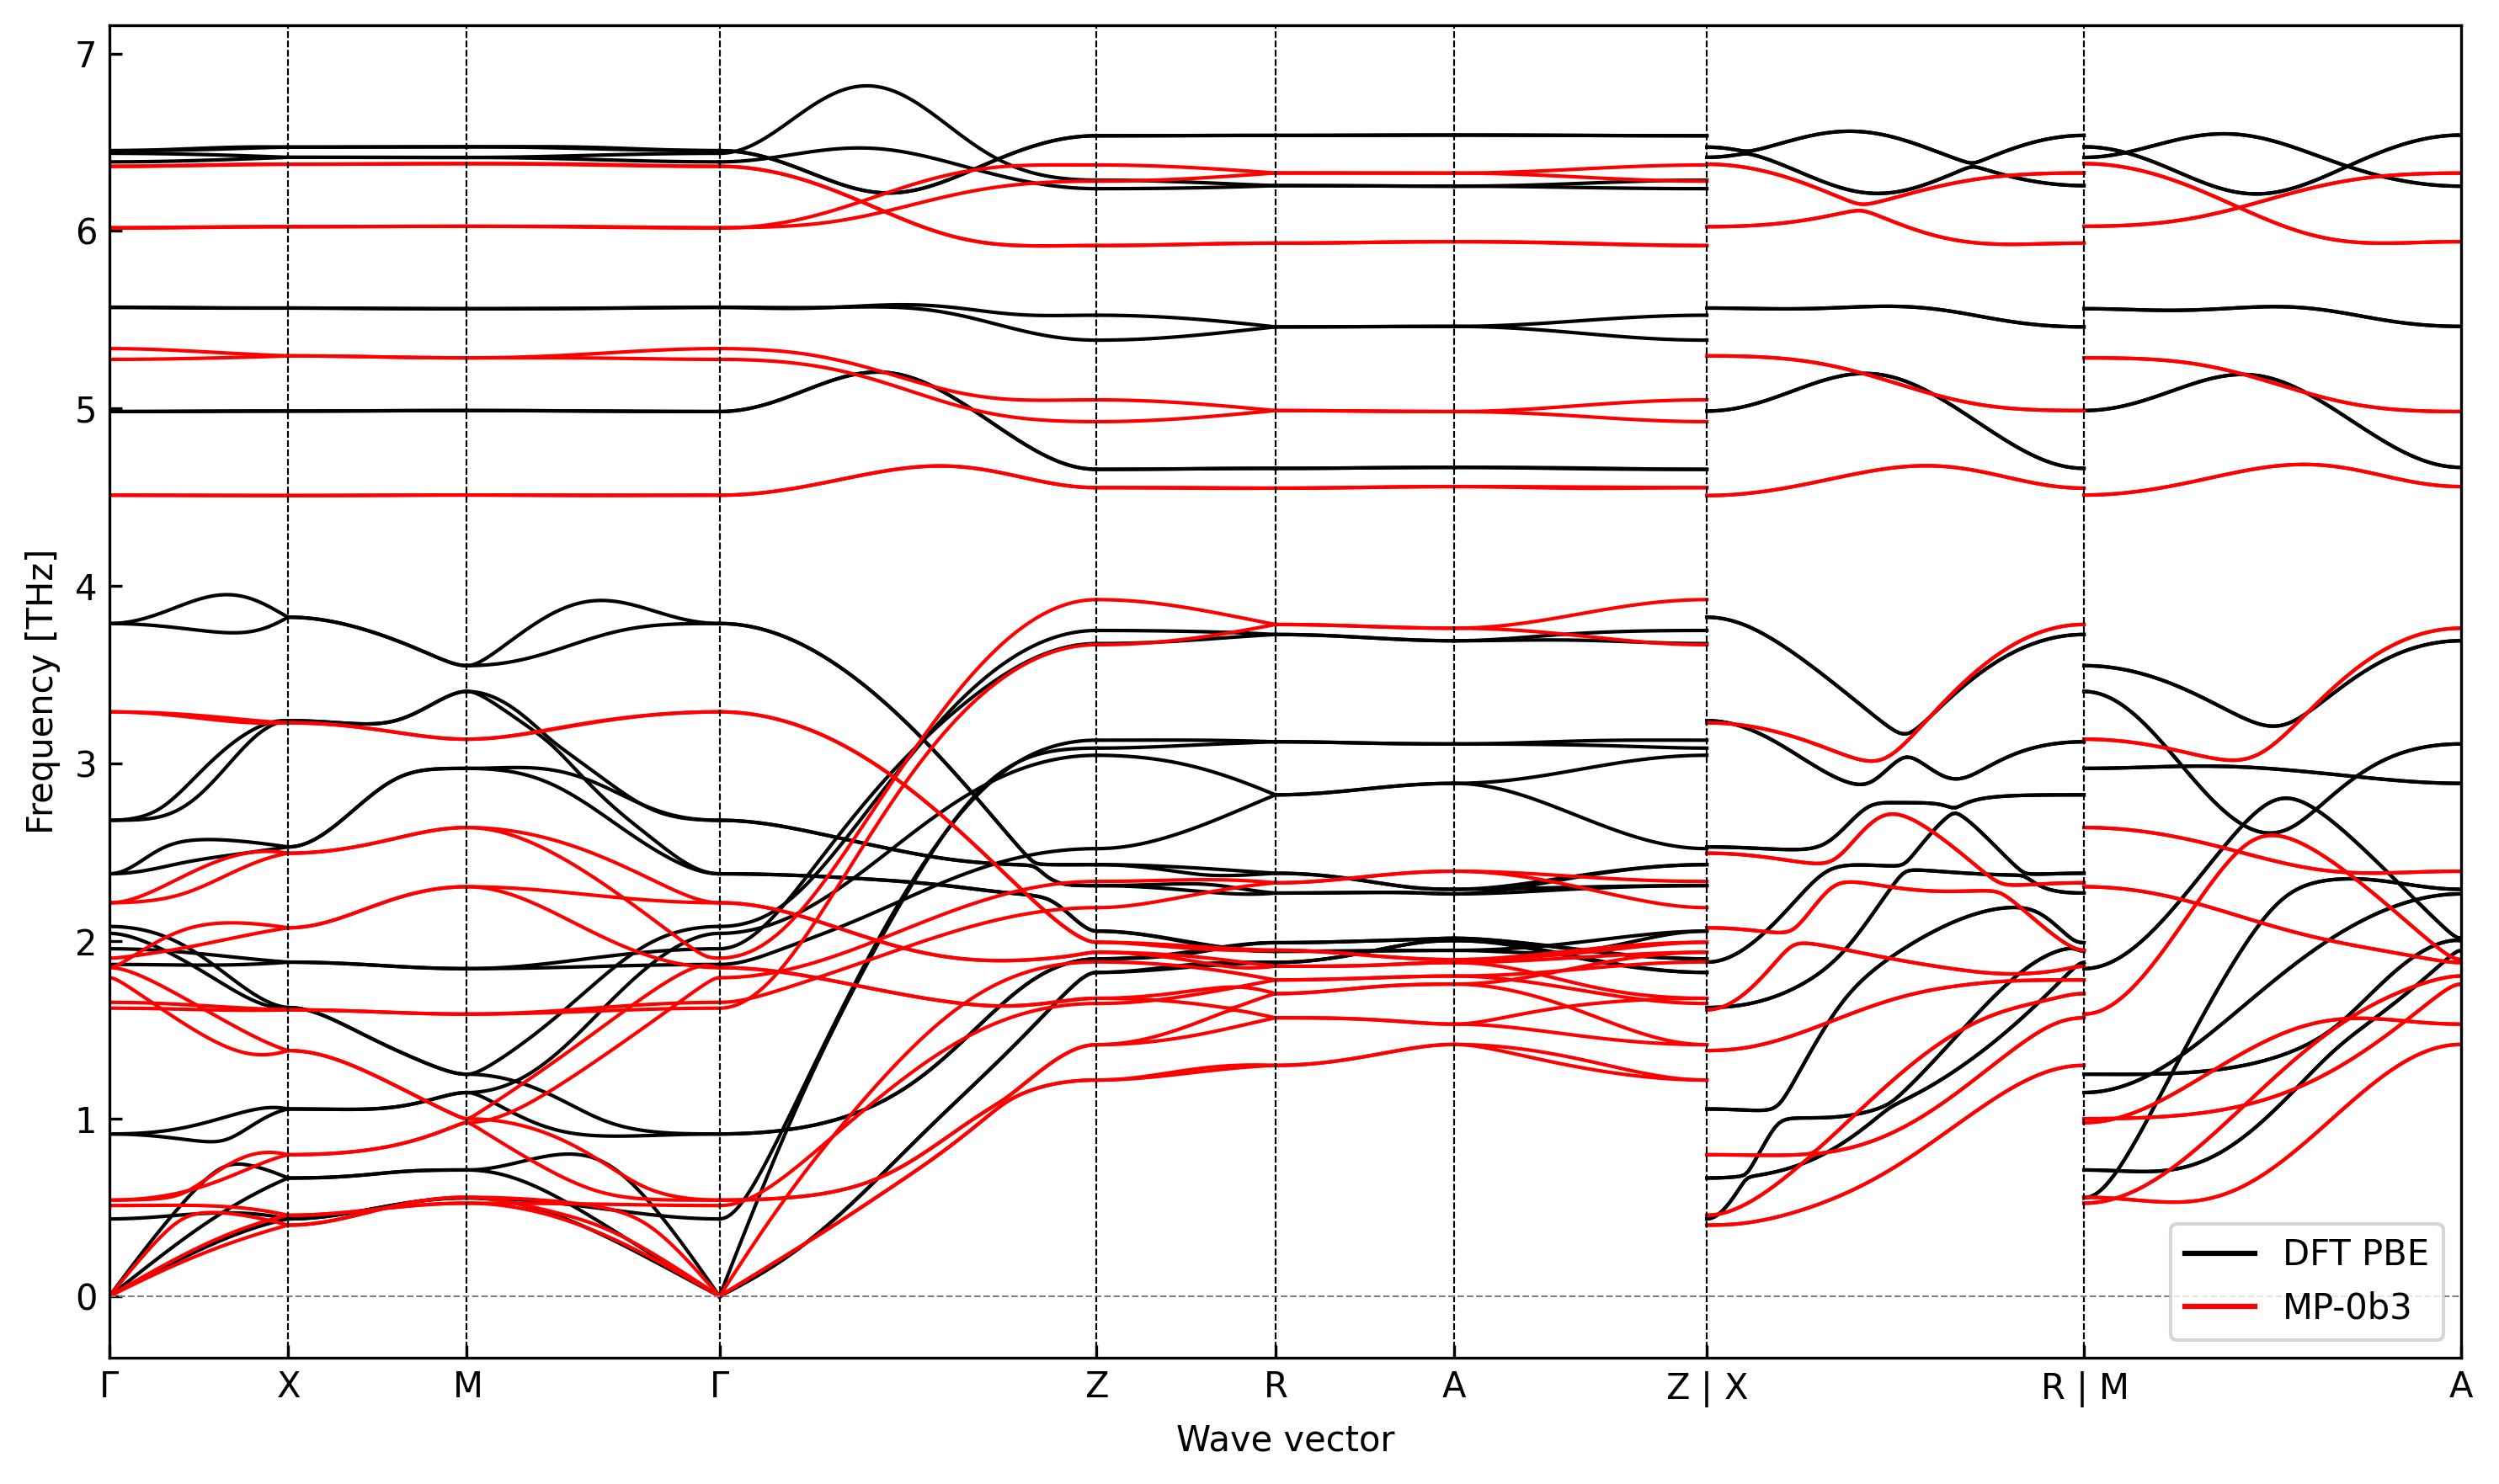 7
6
5
4
3
2
1
0
Frequency [THz]
Γ X M Γ Z R A Z | X R | M A
Wave vector
DFT PBE
MP-0b3